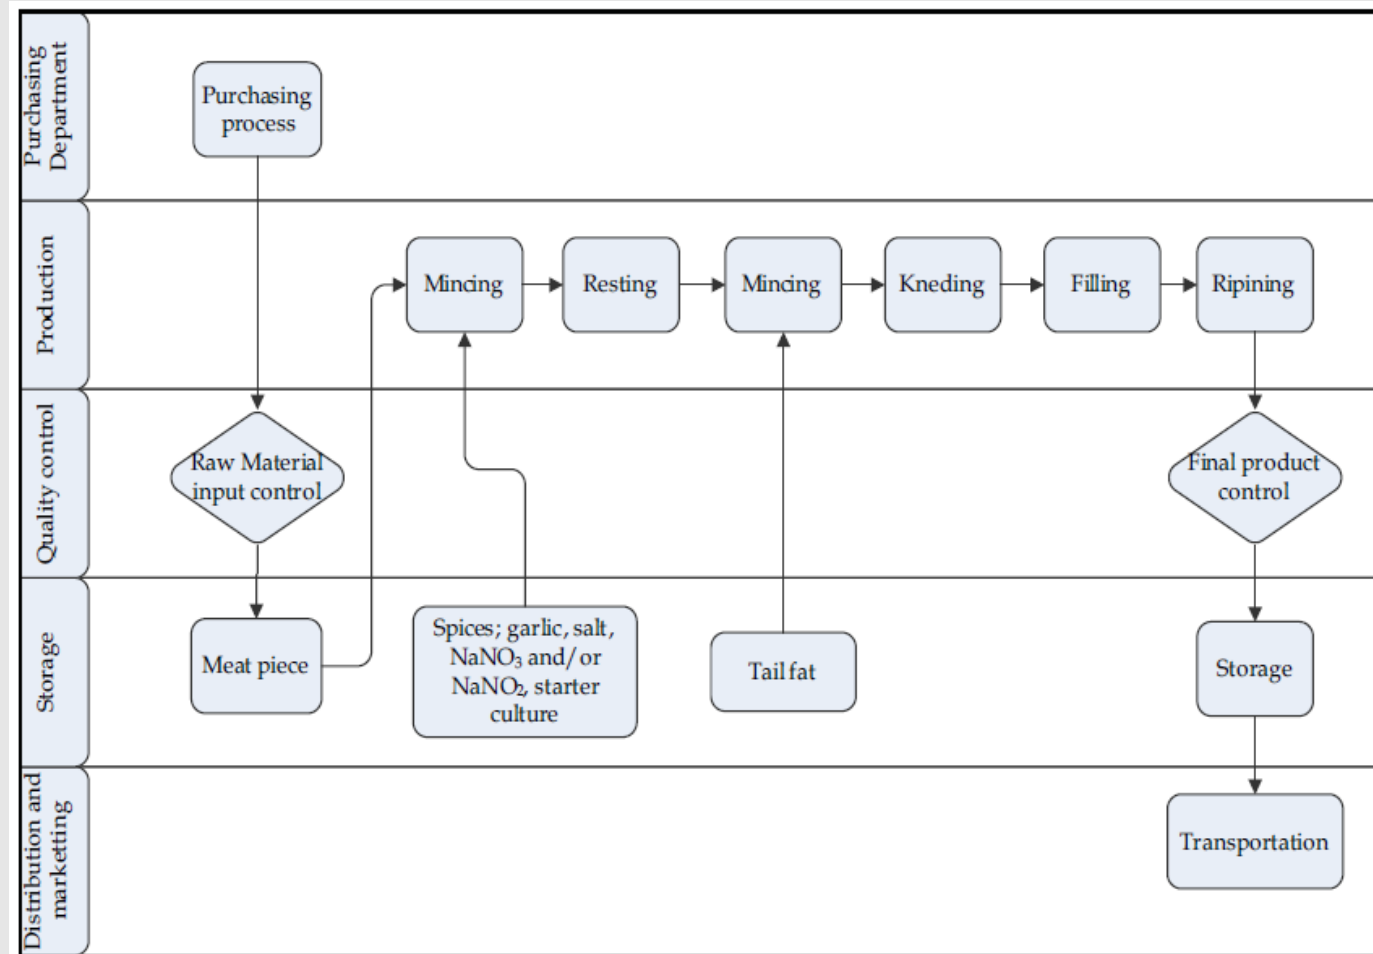 Purchasing
Department
Purchasing
process
Production
Mincing
Resting
Mincing
Kneding
Filling
Ripining
Quality control
Raw Material
input control
Final product
control
Storage
Meat piece
Spices; garlic, salt,
NaNO₃ and/or
NaNO₂, starter
culture
Tail fat
Storage
Distribution and
marketting
Transportation